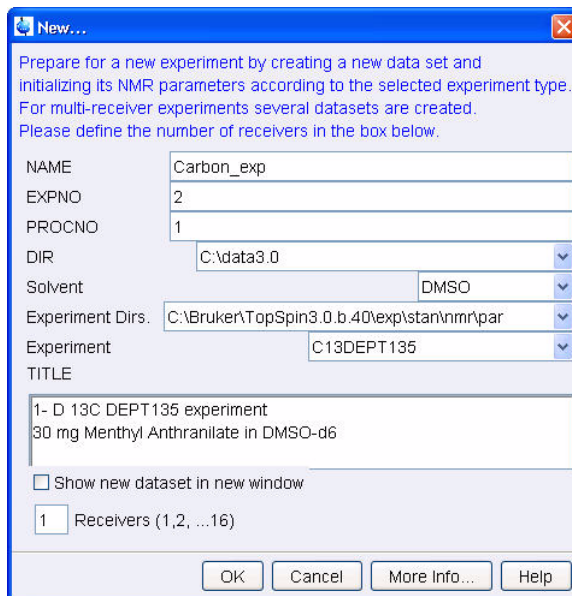 New...
Prepare for a new experiment by creating a new data set and
initializing its NMR parameters according to the selected experiment type.
For multi-receiver experiments several datasets are created.
Please define the number of receivers in the box below.
NAME Carbon_exp
EXPNO 2
PROCNO 1
DIR C:\data3.0
Solvent DMSO
Experiment Dirs. C:\Bruker\TopSpin3.0.b.40\exp\stan\nmr\par
Experiment C13DEPT135
TITLE
1- D 13C DEPT135 experiment
30 mg Menthyl Anthranilate in DMSO-d6
Show new dataset in new window
1 Receivers (1,2, ...16)
OK Cancel More Info... Help